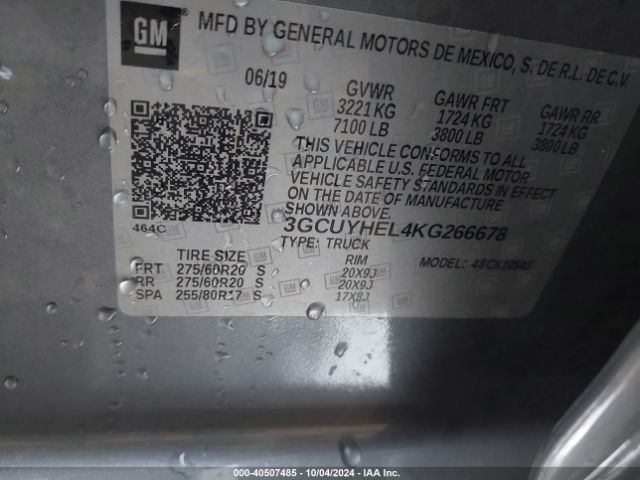 GM
MFD BY GENERAL MOTORS DE MEXICO, S. DE R.L. DE C.V.
06/19 GVWR GAWR FRT GAWR RR
3221 KG 1724 KG 1724 KG
7100 LB 3800 LB 3800 LB
THIS VEHICLE CONFORMS TO ALL
APPLICABLE U.S. FEDERAL MOTOR
VEHICLE SAFETY STANDARDS IN EFFECT
ON THE DATE OF MANUFACTURE
SHOWN ABOVE.
464C 3GCUYHEL4KG266678
TYPE: TRUCK
TIRE SIZE RIM MODEL:
FRT 275/60R20 S 20X9J
RR 275/60R20 S 20X9J
SPA 255/80R17 S 17X8J
000-40507485 - 10/04/2024 - IAA Inc.